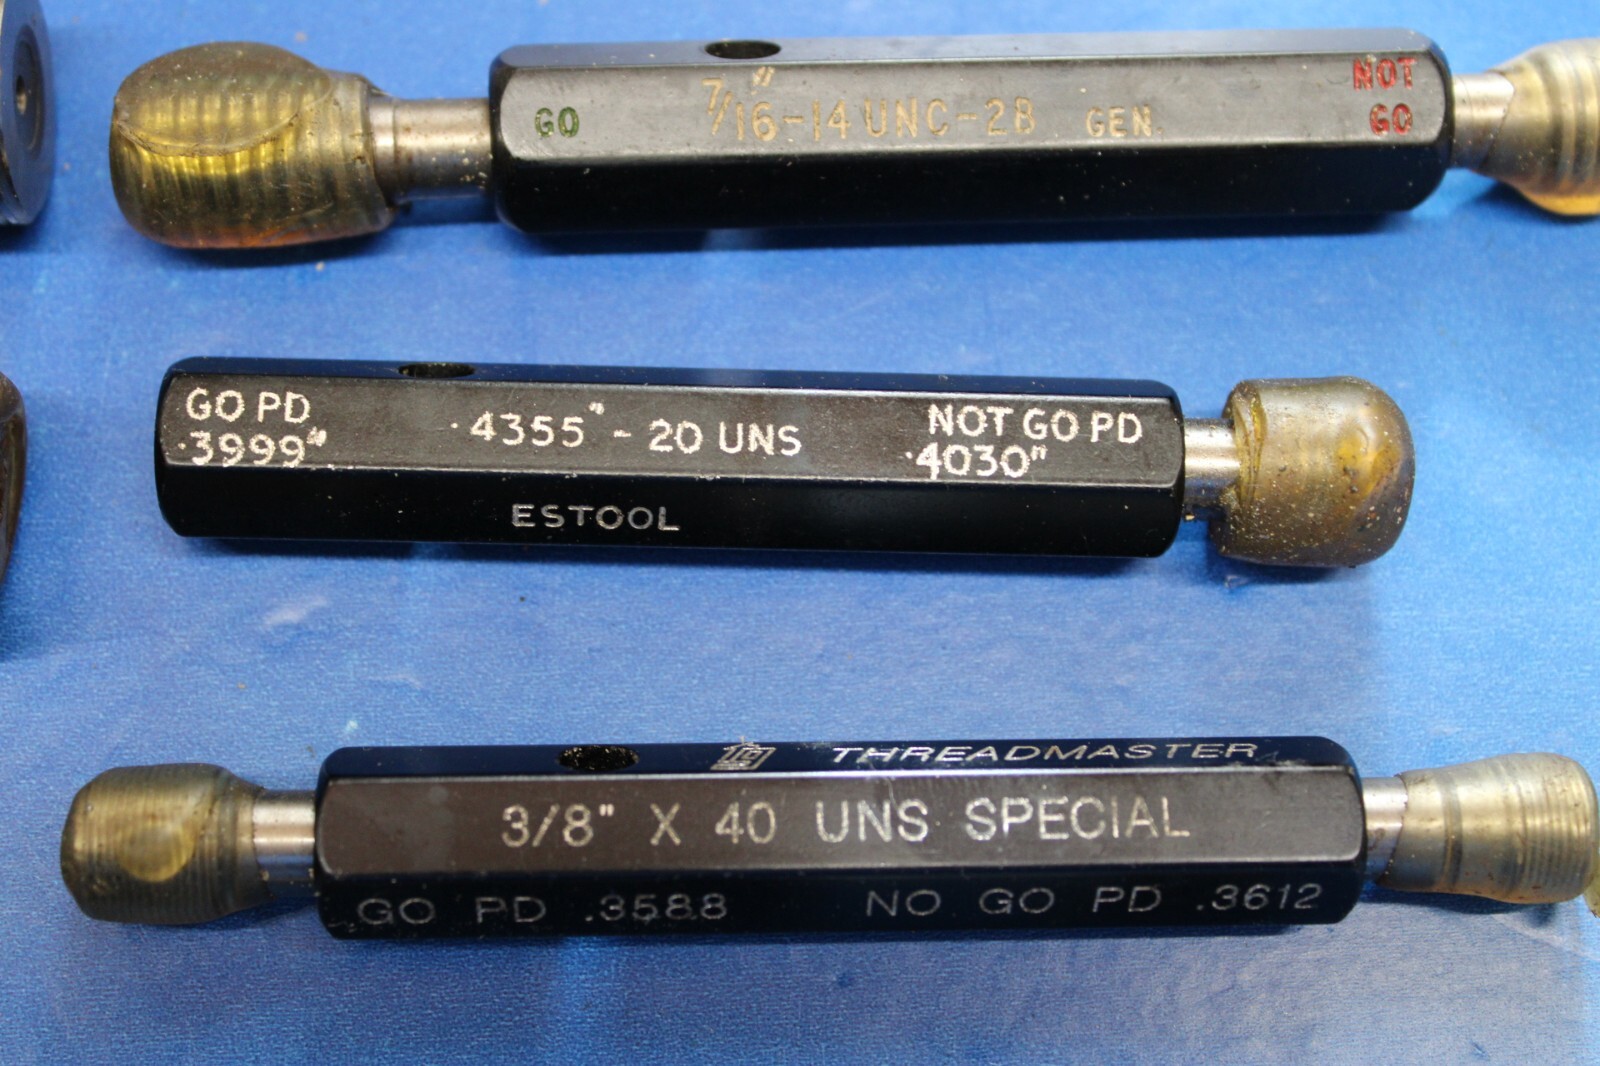 GO 7/16"-14 UNC-2B GEN. NOT GO
GO PD .4355" - 20 UNS NOT GO PD
.3999" .4030"
ESTOOL
THREADMASTER
3/8" X 40 UNS SPECIAL
GO PD .3588 NO GO PD .3612